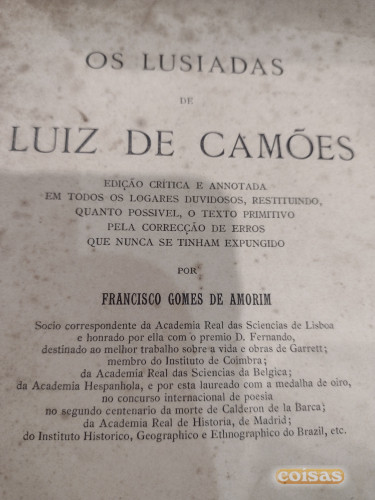 OS LUSIADAS
DE
LUIZ DE CAMÕES
EDIÇÃO CRÍTICA E ANNOTADA
EM TODOS OS LOGARES DUVIDOSOS, RESTITUINDO,
QUANTO POSSIVEL, O TEXTO PRIMITIVO
PELA CORRECÇÃO DE ERROS
QUE NUNCA SE TINHAM EXPUNGIDO
POR
FRANCISCO GOMES DE AMORIM
Socio correspondente da Academia Real das Sciencias de Lisboa
e honrado por ella com o premio D. Fernando,
destinado ao melhor trabalho sobre a vida e obras de Garrett;
membro do Instituto de Coimbra;
da Academia Real das Sciencias da Belgica;
da Academia Hespanhola, e por esta laureado com a medalha de oiro,
no concurso internacional de poesia
no segundo centenario da morte de Calderon de la Barca;
da Academia Real de Historia, de Madrid;
do Instituto Historico, Geographico e Ethnographico do Brazil, etc.
coisas